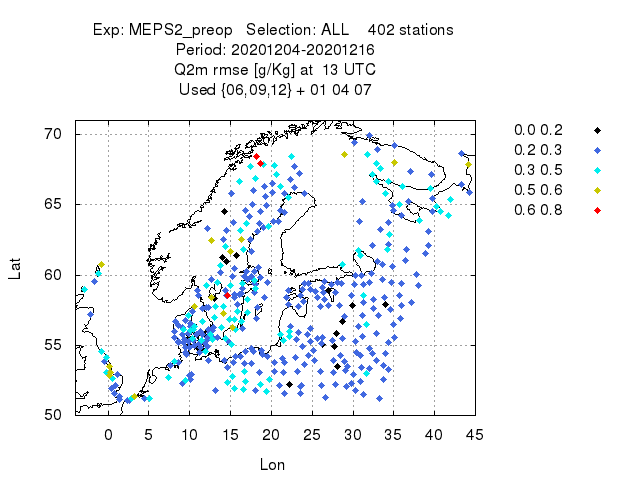 Exp: MEPS2_preop   Selection: ALL    402 stations
Period: 20201204-20201216
Q2m rmse [g/Kg] at  13 UTC
Used {06,09,12} + 01 04 07
0.0 0.2
0.2 0.3
0.3 0.5
0.5 0.6
0.6 0.8
70
65
60
55
50
Lat
0 5 10 15 20 25 30 35 40 45
Lon